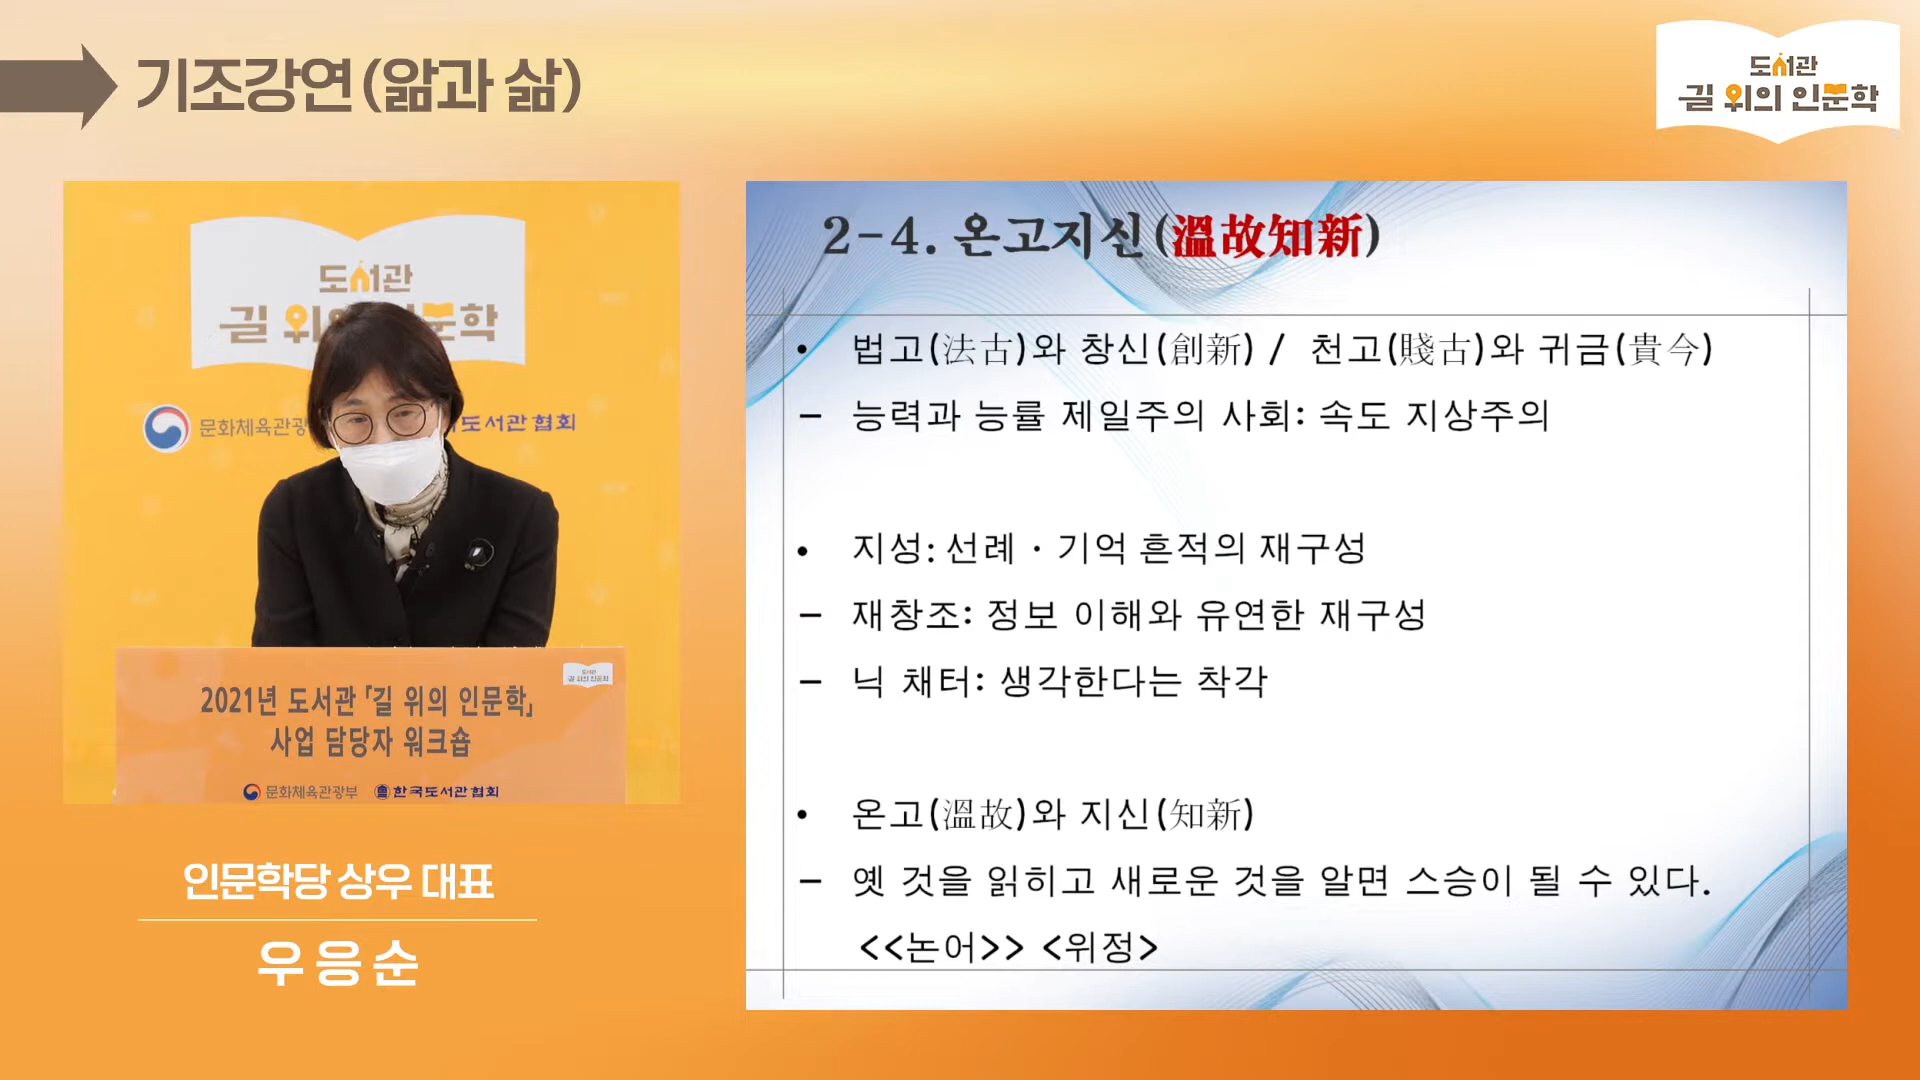 기조강연(앎과 삶)
도서관
길 위의 인문학
도서관
길 위의 인문학
문화체육관광
도서관협회
2021년 도서관 「길 위의 인문학」
사업 담당자 워크숍
문화체육관광부 한국도서관협회
인문학당 상우 대표
우응순
2-4. 온고지신(溫故知新)
• 법고(法古)와 창신(創新) / 천고(賤古)와 귀금(貴今)
– 능력과 능률 제일주의 사회: 속도 지상주의
• 지성: 선례·기억 흔적의 재구성
– 재창조: 정보 이해와 유연한 재구성
– 닉 채터: 생각한다는 착각
• 온고(溫故)와 지신(知新)
– 옛 것을 읽히고 새로운 것을 알면 스승이 될 수 있다.
<<논어>> <위정>